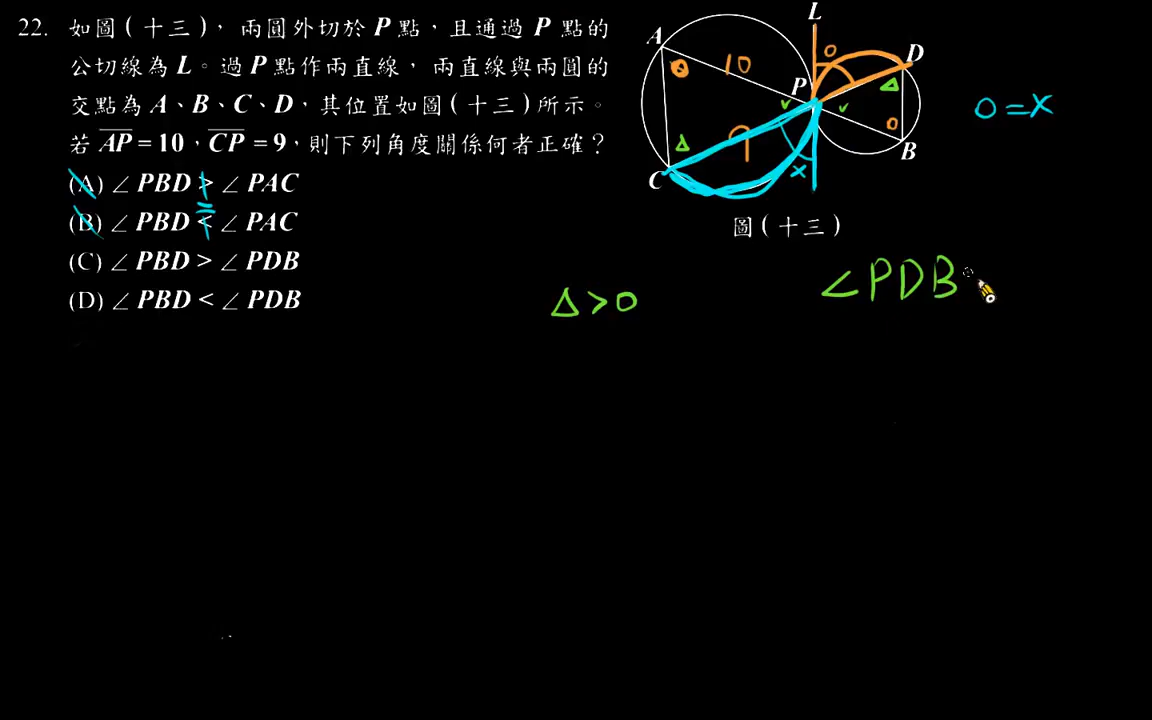 22. 如圖(十三)，兩圓外切於 P 點，且通過 P 點的
公切線為 L。過 P 點作兩直線，兩直線與兩圓的
交點為 A、B、C、D，其位置如圖(十三)所示。
若 AP = 10，CP = 9，則下列角度關係何者正確？
(A) ∠PBD > ∠PAC
=
(B) ∠PBD < ∠PAC
(C) ∠PBD > ∠PDB
(D) ∠PBD < ∠PDB
L
A
10
O
D
P
Δ
O
Δ
9
B
C
x
圖(十三)
O = x
Δ > O
∠PDB